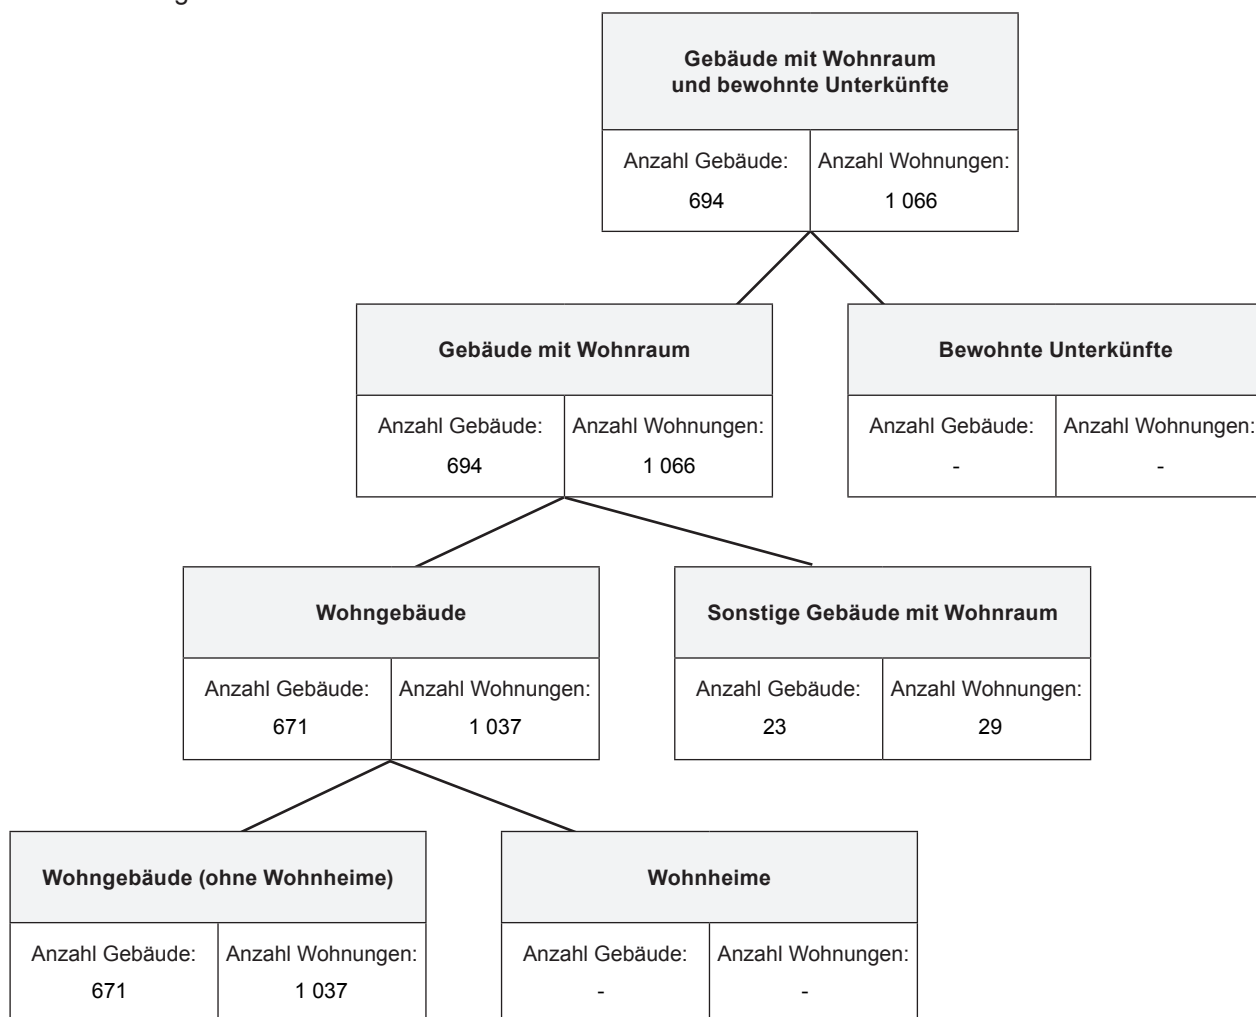 Gebäude mit Wohnraum
und bewohnte Unterkünfte
Anzahl Gebäude: Anzahl Wohnungen:
694 1 066
Gebäude mit Wohnraum
Anzahl Gebäude: Anzahl Wohnungen:
694 1 066
Bewohnte Unterkünfte
Anzahl Gebäude: Anzahl Wohnungen:
- -
Wohngebäude
Anzahl Gebäude: Anzahl Wohnungen:
671 1 037
Sonstige Gebäude mit Wohnraum
Anzahl Gebäude: Anzahl Wohnungen:
23 29
Wohngebäude (ohne Wohnheime)
Anzahl Gebäude: Anzahl Wohnungen:
671 1 037
Wohnheime
Anzahl Gebäude: Anzahl Wohnungen:
- -